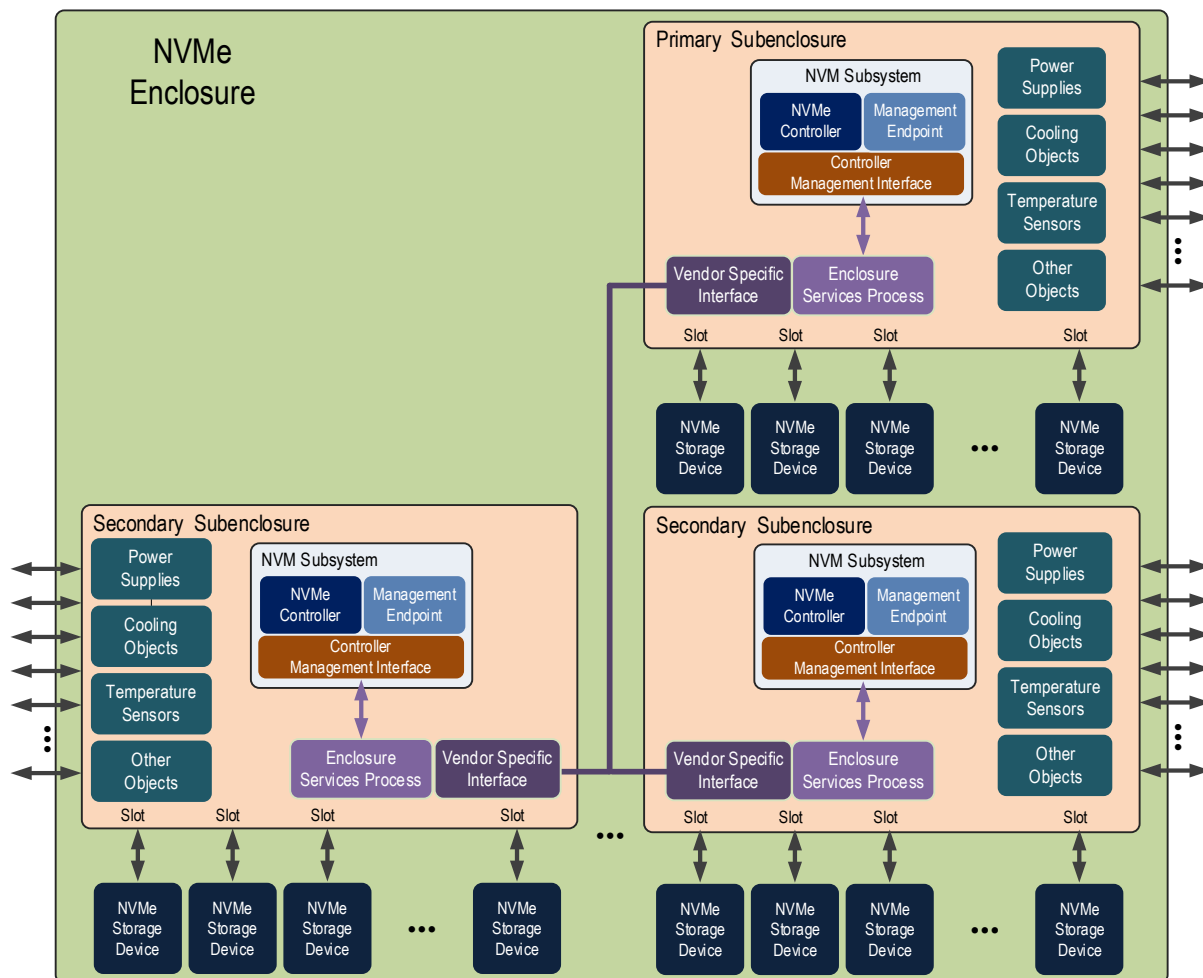 NVMe
Enclosure
Primary Subenclosure
NVM Subsystem
NVMe
Controller
Management
Endpoint
Controller
Management Interface
Vendor Specific
Interface
Enclosure
Services Process
Power
Supplies
Cooling
Objects
Temperature
Sensors
Other
Objects
Slot
Slot
Slot
Slot
NVMe
Storage
Device
NVMe
Storage
Device
NVMe
Storage
Device
•••
NVMe
Storage
Device
•••
Secondary Subenclosure
Power
Supplies
Cooling
Objects
Temperature
Sensors
Other
Objects
NVM Subsystem
NVMe
Controller
Management
Endpoint
Controller
Management Interface
Enclosure
Services Process
Vendor Specific
Interface
Slot
Slot
Slot
Slot
•••
NVMe
Storage
Device
NVMe
Storage
Device
NVMe
Storage
Device
•••
NVMe
Storage
Device
•••
Secondary Subenclosure
NVM Subsystem
NVMe
Controller
Management
Endpoint
Controller
Management Interface
Vendor Specific
Interface
Enclosure
Services Process
Power
Supplies
Cooling
Objects
Temperature
Sensors
Other
Objects
Slot
Slot
Slot
Slot
NVMe
Storage
Device
NVMe
Storage
Device
NVMe
Storage
Device
•••
NVMe
Storage
Device
•••